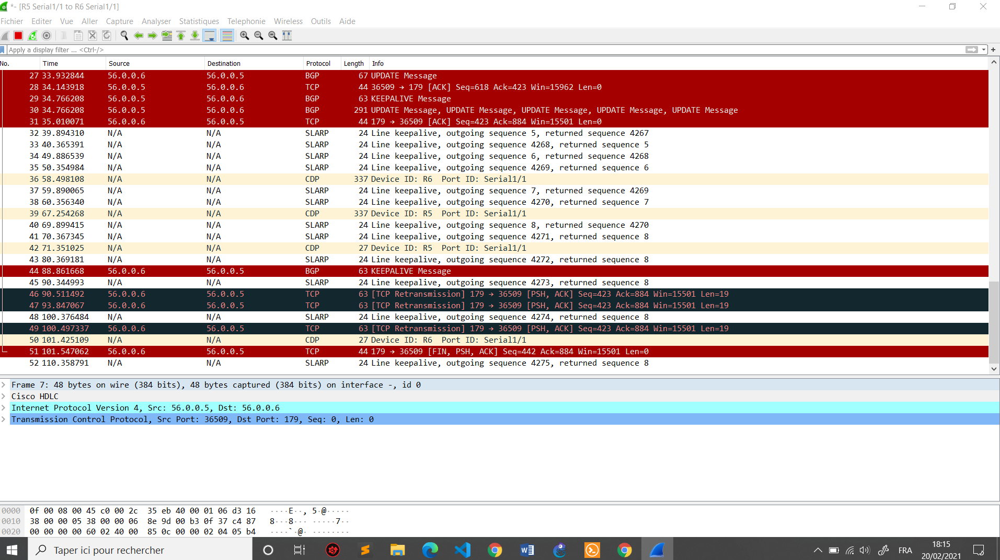 *- [R5 Serial1/1 to R6 Serial1/1]
Fichier Editer Vue Aller Capture Analyser Statistiques Telephonie Wireless Outils Aide
Apply a display filter ... <Ctrl-/>
No. Time Source Destination Protocol Length Info
27 33.932844 56.0.0.6 56.0.0.5 BGP 67 UPDATE Message
28 34.143918 56.0.0.5 56.0.0.6 TCP 44 36509 → 179 [ACK] Seq=618 Ack=423 Win=15962 Len=0
29 34.766208 56.0.0.5 56.0.0.6 BGP 63 KEEPALIVE Message
30 34.766208 56.0.0.5 56.0.0.6 BGP 291 UPDATE Message, UPDATE Message, UPDATE Message, UPDATE Message, UPDATE Message
31 35.010071 56.0.0.6 56.0.0.5 TCP 44 179 → 36509 [ACK] Seq=423 Ack=884 Win=15501 Len=0
32 39.894310 N/A N/A SLARP 24 Line keepalive, outgoing sequence 5, returned sequence 4267
33 40.365391 N/A N/A SLARP 24 Line keepalive, outgoing sequence 4268, returned sequence 5
34 49.886539 N/A N/A SLARP 24 Line keepalive, outgoing sequence 6, returned sequence 4268
35 50.354984 N/A N/A SLARP 24 Line keepalive, outgoing sequence 4269, returned sequence 6
36 58.498108 N/A N/A CDP 337 Device ID: R6 Port ID: Serial1/1
37 59.890065 N/A N/A SLARP 24 Line keepalive, outgoing sequence 7, returned sequence 4269
38 60.356340 N/A N/A SLARP 24 Line keepalive, outgoing sequence 4270, returned sequence 7
39 67.254268 N/A N/A CDP 337 Device ID: R5 Port ID: Serial1/1
40 69.899415 N/A N/A SLARP 24 Line keepalive, outgoing sequence 8, returned sequence 4270
41 70.367345 N/A N/A SLARP 24 Line keepalive, outgoing sequence 4271, returned sequence 8
42 71.351025 N/A N/A CDP 27 Device ID: R5 Port ID: Serial1/1
43 80.369181 N/A N/A SLARP 24 Line keepalive, outgoing sequence 4272, returned sequence 8
44 88.861668 56.0.0.6 56.0.0.5 BGP 63 KEEPALIVE Message
45 90.344993 N/A N/A SLARP 24 Line keepalive, outgoing sequence 4273, returned sequence 8
46 90.511492 56.0.0.6 56.0.0.5 TCP 63 [TCP Retransmission] 179 → 36509 [PSH, ACK] Seq=423 Ack=884 Win=15501 Len=19
47 93.847067 56.0.0.6 56.0.0.5 TCP 63 [TCP Retransmission] 179 → 36509 [PSH, ACK] Seq=423 Ack=884 Win=15501 Len=19
48 100.376484 N/A N/A SLARP 24 Line keepalive, outgoing sequence 4274, returned sequence 8
49 100.497337 56.0.0.6 56.0.0.5 TCP 63 [TCP Retransmission] 179 → 36509 [PSH, ACK] Seq=423 Ack=884 Win=15501 Len=19
50 101.425109 N/A N/A CDP 27 Device ID: R6 Port ID: Serial1/1
51 101.547062 56.0.0.6 56.0.0.5 TCP 44 179 → 36509 [FIN, PSH, ACK] Seq=442 Ack=884 Win=15501 Len=0
52 110.358791 N/A N/A SLARP 24 Line keepalive, outgoing sequence 4275, returned sequence 8
Frame 7: 48 bytes on wire (384 bits), 48 bytes captured (384 bits) on interface -, id 0
Cisco HDLC
Internet Protocol Version 4, Src: 56.0.0.5, Dst: 56.0.0.6
Transmission Control Protocol, Src Port: 36509, Dst Port: 179, Seq: 0, Len: 0
0000 0f 00 08 00 45 c0 00 2c 35 eb 40 00 01 06 d3 16 ····E··, 5·@·····
0010 38 00 00 05 38 00 00 06 8e 9d 00 b3 0f 37 c4 87 8···8··· ·····7··
0020 00 00 00 00 60 02 40 00 85 0c 00 00 02 04 05 b4 ····`·@· ········
Taper ici pour rechercher
FRA
18:15
20/02/2021